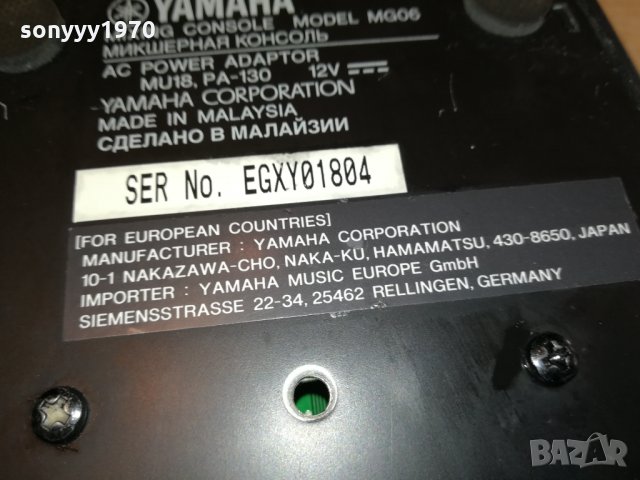 sonyyy1970
YAMAHA
CONSOLE MODEL MG06
МИКШЕРНАЯ КОНСОЛЬ
AC POWER ADAPTOR
MU18, PA-130 12V
YAMAHA CORPORATION
MADE IN MALAYSIA
СДЕЛАНО В МАЛАЙЗИИ
SER No. EGXY01804
[FOR EUROPEAN COUNTRIES]
MANUFACTURER : YAMAHA CORPORATION
10-1 NAKAZAWA-CHO, NAKA-KU, HAMAMATSU, 430-8650, JAPAN
IMPORTER : YAMAHA MUSIC EUROPE GmbH
SIEMENSSTRASSE 22-34, 25462 RELLINGEN, GERMANY
BAZAR